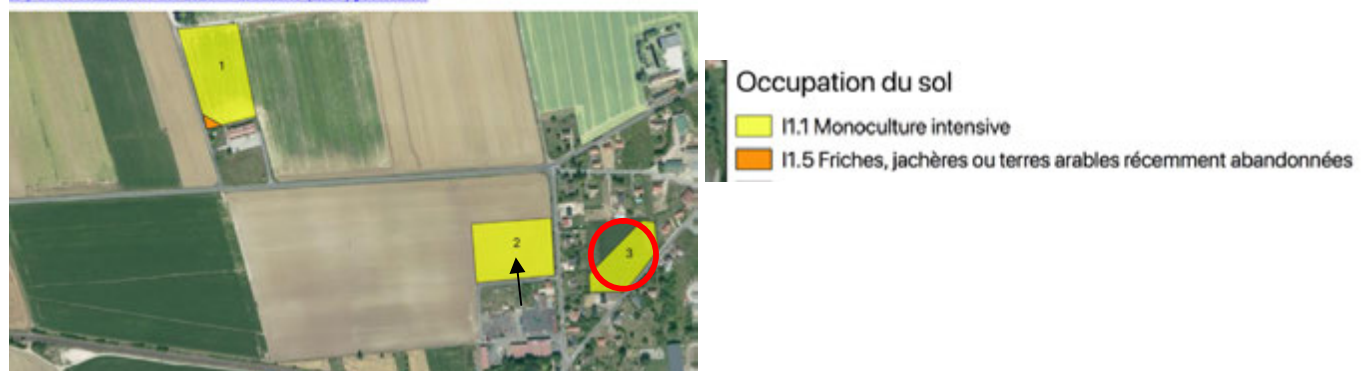 1
2
3
Occupation du sol
I1.1 Monoculture intensive
I1.5 Friches, jachères ou terres arables récemment abandonnées